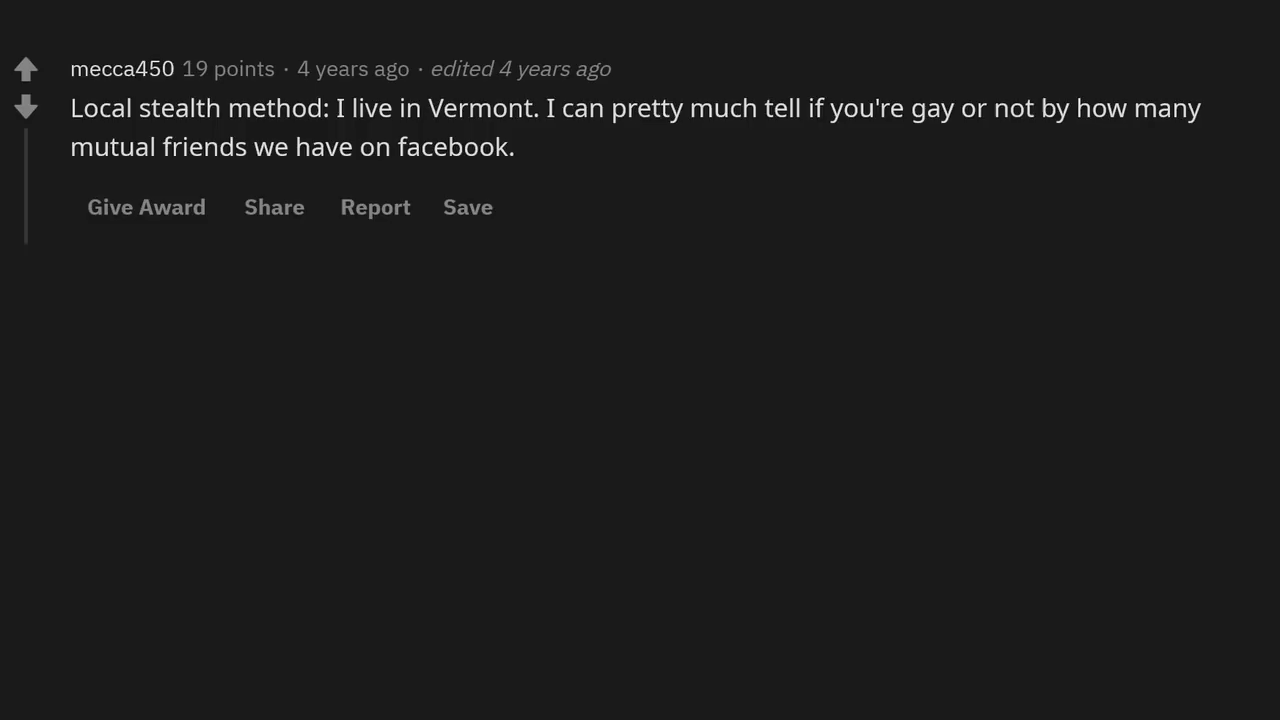 mecca450 19 points · 4 years ago · edited 4 years ago
Local stealth method: I live in Vermont. I can pretty much tell if you're gay or not by how many
mutual friends we have on facebook.
Give Award Share Report Save